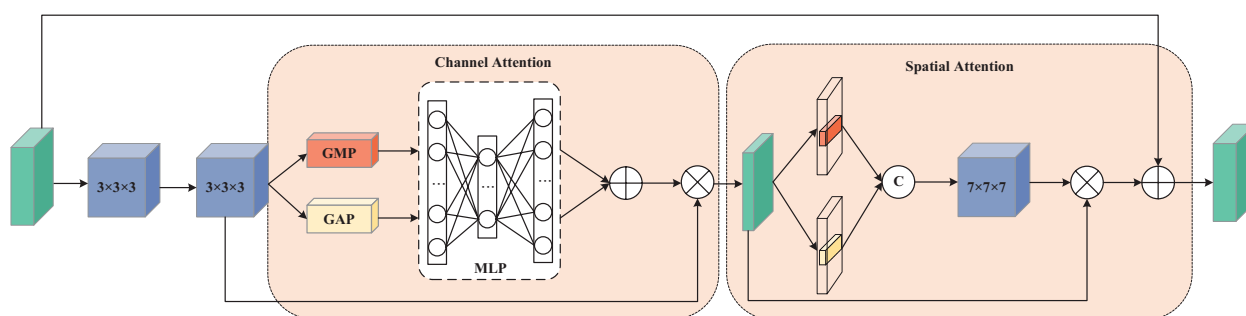 Channel Attention
Spatial Attention
3×3×3
3×3×3
GMP
GAP
...
...
...
MLP
C
7×7×7